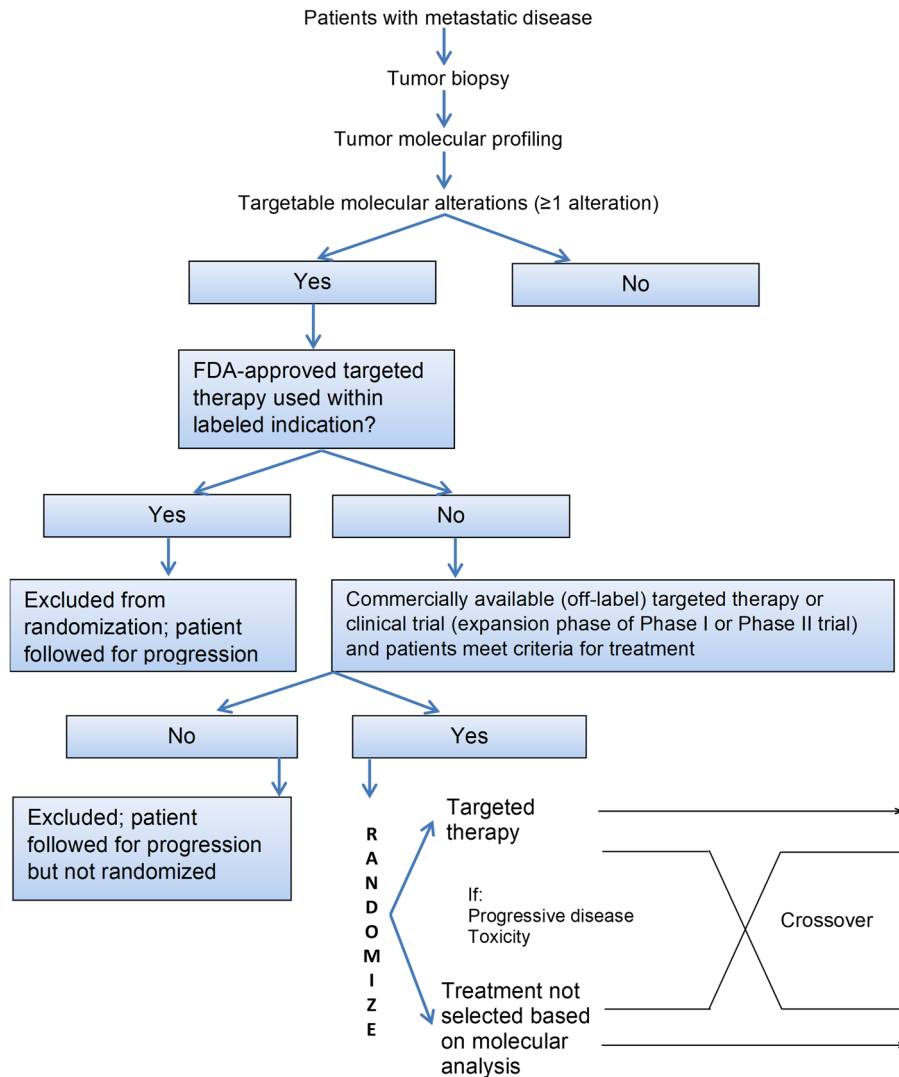 Patients with metastatic disease
Tumor biopsy
Tumor molecular profiling
Targetable molecular alterations (≥1 alteration)
Yes
No
FDA-approved targeted
therapy used within
labeled indication?
Yes
No
Excluded from
randomization; patient
followed for progression
Commercially available (off-label) targeted therapy or
clinical trial (expansion phase of Phase I or Phase II trial)
and patients meet criteria for treatment
No
Yes
Excluded; patient
followed for progression
but not randomized
R
A
N
D
O
M
I
Z
E
Targeted
therapy
If:
Progressive disease
Toxicity
Crossover
Treatment not
selected based
on molecular
analysis